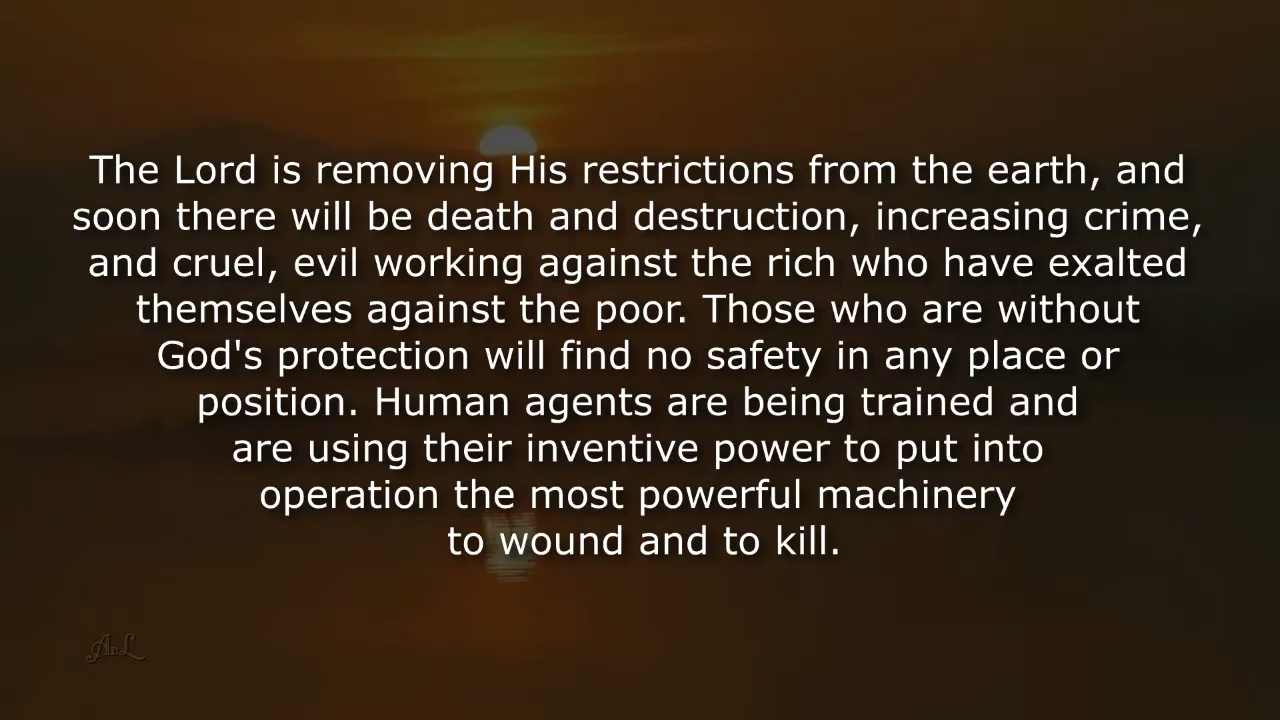 The Lord is removing His restrictions from the earth, and
soon there will be death and destruction, increasing crime,
and cruel, evil working against the rich who have exalted
themselves against the poor. Those who are without
God's protection will find no safety in any place or
position. Human agents are being trained and
are using their inventive power to put into
operation the most powerful machinery
to wound and to kill.
AvL